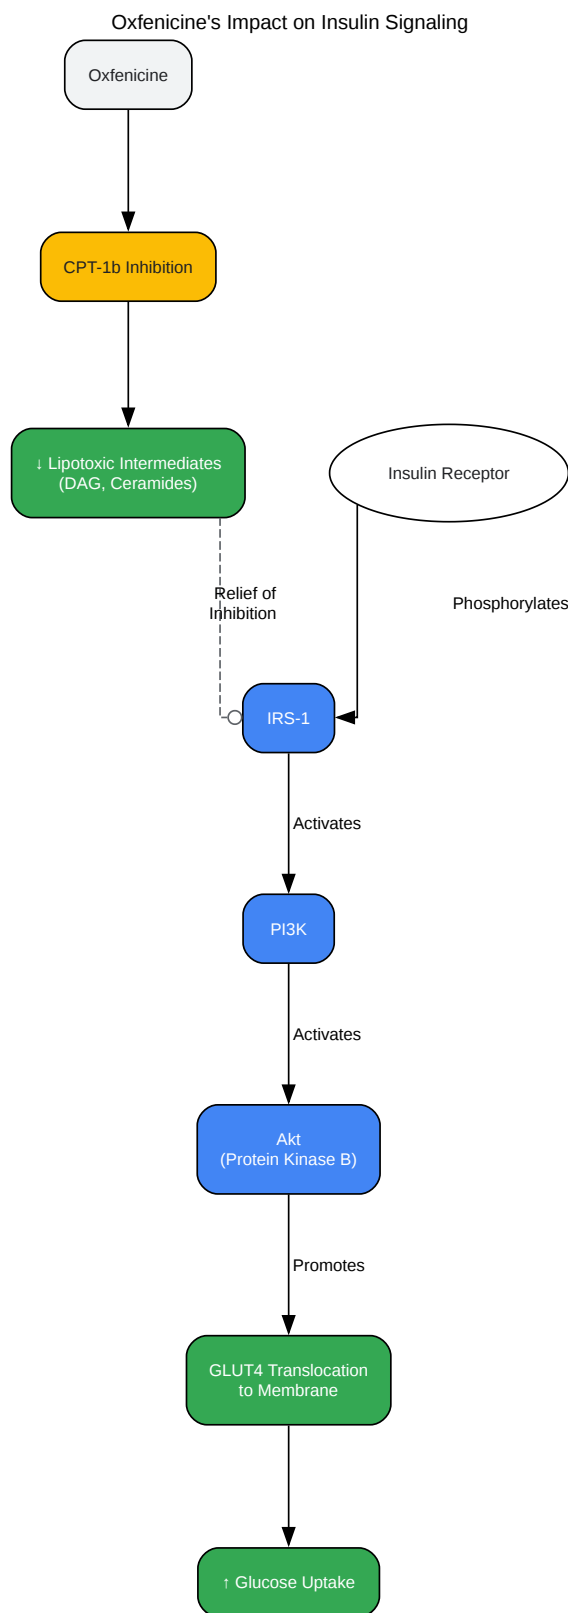 Oxfenicine's Impact on Insulin Signaling
Oxfenicine
CPT-1b Inhibition
↓ Lipotoxic Intermediates
(DAG, Ceramides)
Insulin Receptor
Relief of
Inhibition
Phosphorylates
IRS-1
Activates
PI3K
Activates
Akt
(Protein Kinase B)
Promotes
GLUT4 Translocation
to Membrane
↑ Glucose Uptake